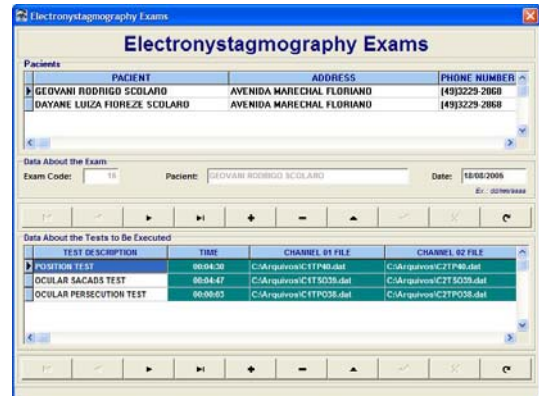 Electronystagmography Exams
Electronystagmography Exams
Pacients
PACIENT ADDRESS PHONE NUMBER
GEOVANI RODRIGO SCOLARO AVENIDA MARECHAL FLORIANO (49)3229-2868
DAYANE LUIZA FIOREZE SCOLARO AVENIDA MARECHAL FLORIANO (49)3229-2868
Data About the Exam
Exam Code: 16 Pacient: GEOVANI RODRIGO SCOLARO Date: 18/08/2006
Ex.:
Data About the Tests to Be Executed
TEST DESCRIPTION TIME CHANNEL 01 FILE CHANNEL 02 FILE
POSITION TEST 00:04:30 C:\Arquivos\C1TP40.dat C:\Arquivos\C2TP40.dat
OCULAR SACADS TEST 00:04:47 C:\Arquivos\C1TSO39.dat C:\Arquivos\C2TSO39.dat
OCULAR PERSECUTION TEST 00:00:03 C:\Arquivos\C1TPO38.dat C:\Arquivos\C2TPO38.dat